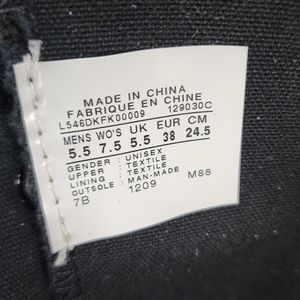 MADE IN CHINA
FABRIQUE EN CHINE
L546DKFK00009 129030C
MENS WO'S UK EUR CM
5.5 7.5 5.5 38 24.5
GENDER : UNISEX
UPPER : TEXTILE
LINING : TEXTILE
OUTSOLE : MAN-MADE
7B 1209 M88